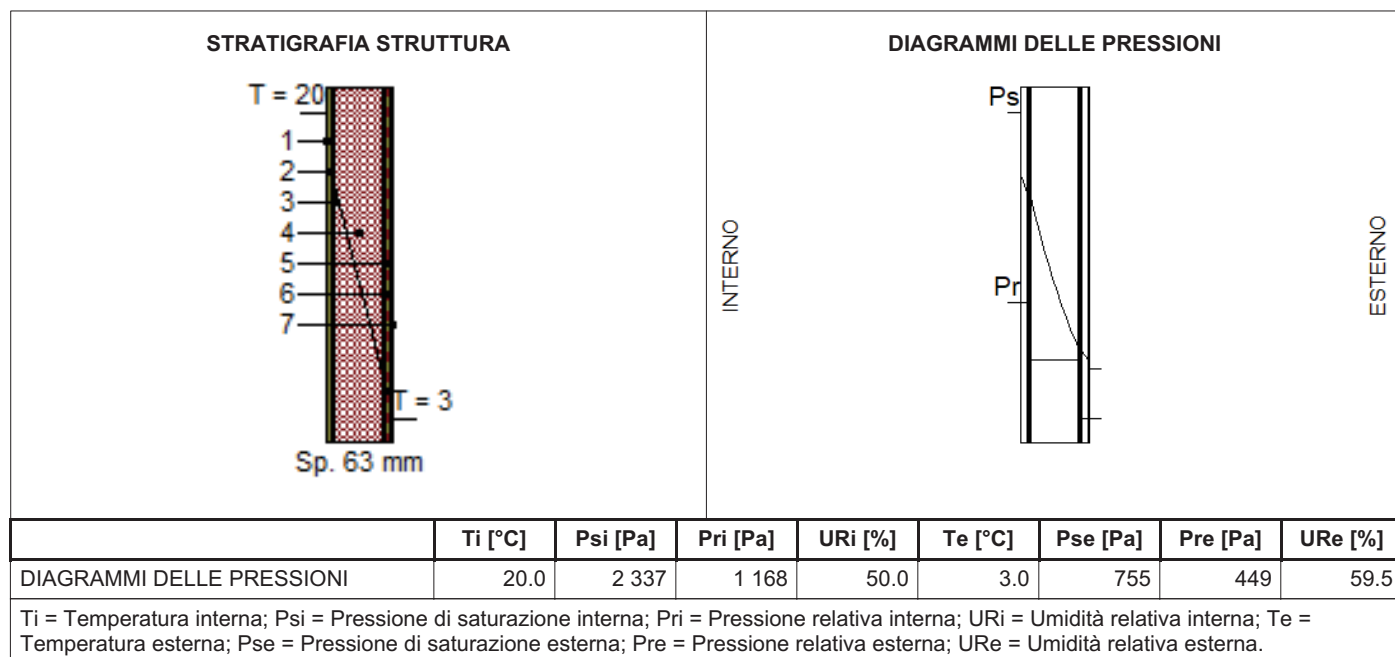 STRATIGRAFIA STRUTTURA
T = 20
1
2
3
4
5
6
7
T = 3
Sp. 63 mm
DIAGRAMMI DELLE PRESSIONI
Ps
Pr
INTERNO
ESTERNO
Ti [°C] Psi [Pa] Pri [Pa] URi [%] Te [°C] Pse [Pa] Pre [Pa] URe [%]
DIAGRAMMI DELLE PRESSIONI 20.0 2 337 1 168 50.0 3.0 755 449 59.5
Ti = Temperatura interna; Psi = Pressione di saturazione interna; Pri = Pressione relativa interna; URi = Umidità relativa interna; Te =
Temperatura esterna; Pse = Pressione di saturazione esterna; Pre = Pressione relativa esterna; URe = Umidità relativa esterna.